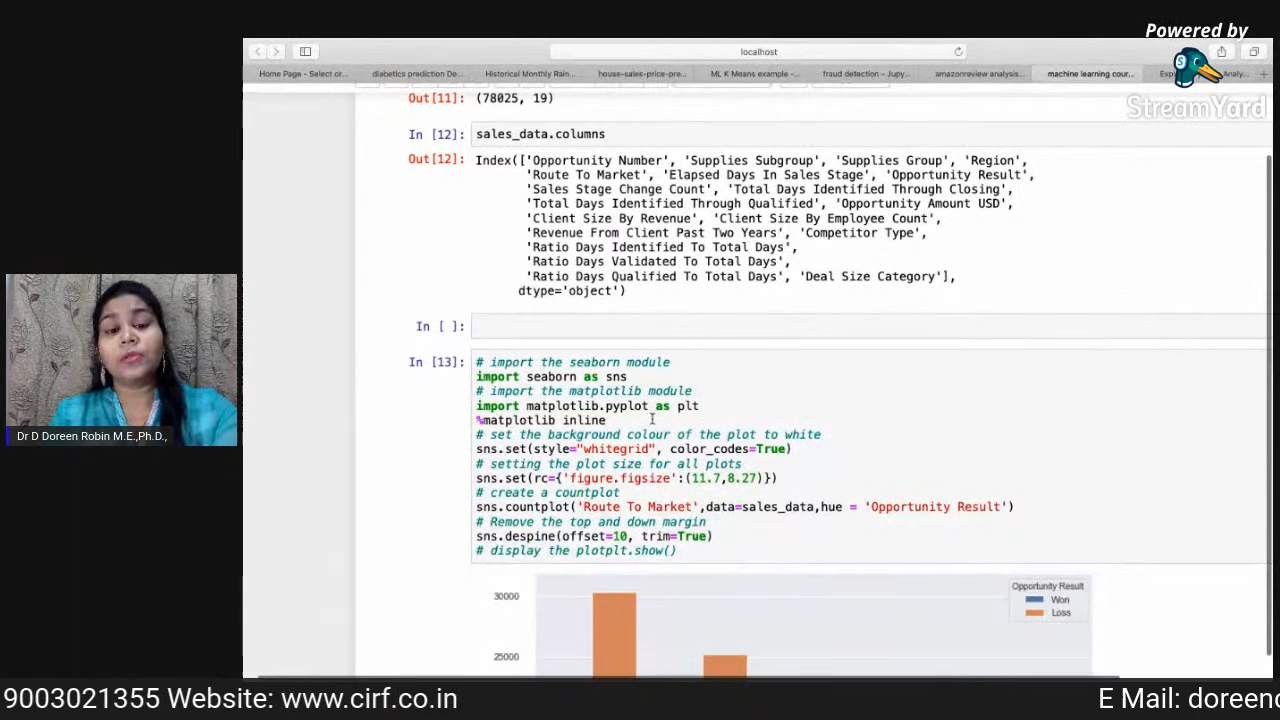 Powered by
StreamYard
localhost
Home Page - Select or...
diabetics prediction De...
Historical Monthly Rain...
house-sales-price-pre...
ML K Means example -...
fraud detection - Jupy...
amazonreview analysis...
machine learning cour...
Out[11]: (78025, 19)
In [12]: sales_data.columns
Out[12]: Index(['Opportunity Number', 'Supplies Subgroup', 'Supplies Group', 'Region',
'Route To Market', 'Elapsed Days In Sales Stage', 'Opportunity Result',
'Sales Stage Change Count', 'Total Days Identified Through Closing',
'Total Days Identified Through Qualified', 'Opportunity Amount USD',
'Client Size By Revenue', 'Client Size By Employee Count',
'Revenue From Client Past Two Years', 'Competitor Type',
'Ratio Days Identified To Total Days',
'Ratio Days Validated To Total Days',
'Ratio Days Qualified To Total Days', 'Deal Size Category'],
dtype='object')
In [ ]:
In [13]: # import the seaborn module
import seaborn as sns
# import the matplotlib module
import matplotlib.pyplot as plt
%matplotlib inline
# set the background colour of the plot to white
sns.set(style="whitegrid", color_codes=True)
# setting the plot size for all plots
sns.set(rc={'figure.figsize':(11.7,8.27)})
# create a countplot
sns.countplot('Route To Market',data=sales_data,hue = 'Opportunity Result')
# Remove the top and down margin
sns.despine(offset=10, trim=True)
# display the plotplt.show()
Opportunity Result
Won
Loss
30000
25000
Dr D Doreen Robin M.E.,Ph.D.,
9003021355 Website: www.cirf.co.in
E Mail: doreend